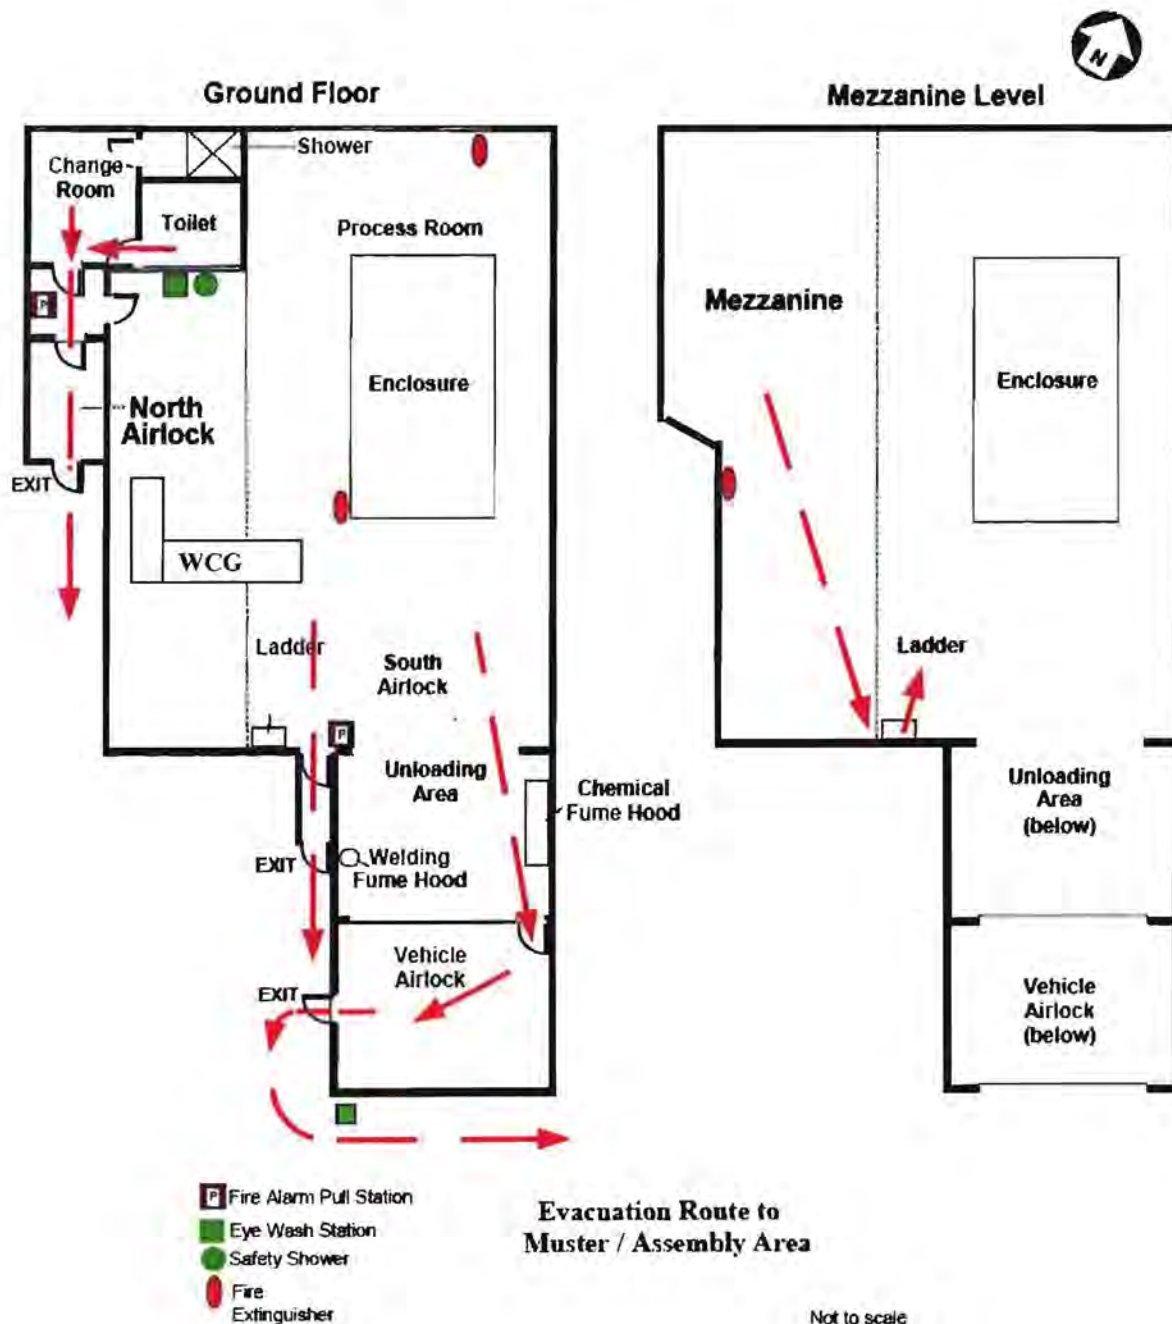 N
Ground Floor
Mezzanine Level
Shower
Change
Room
Toilet
Process Room
P
Mezzanine
Enclosure
Enclosure
North
Airlock
EXIT
WCG
Ladder
South
Airlock
Ladder
P
Unloading
Area
Chemical
Fume Hood
Unloading
Area
(below)
EXIT
Welding
Fume Hood
Vehicle
Airlock
EXIT
Vehicle
Airlock
(below)
P Fire Alarm Pull Station
Eye Wash Station
Safety Shower
Fire
Extinguisher
Evacuation Route to
Muster / Assembly Area
Not to scale